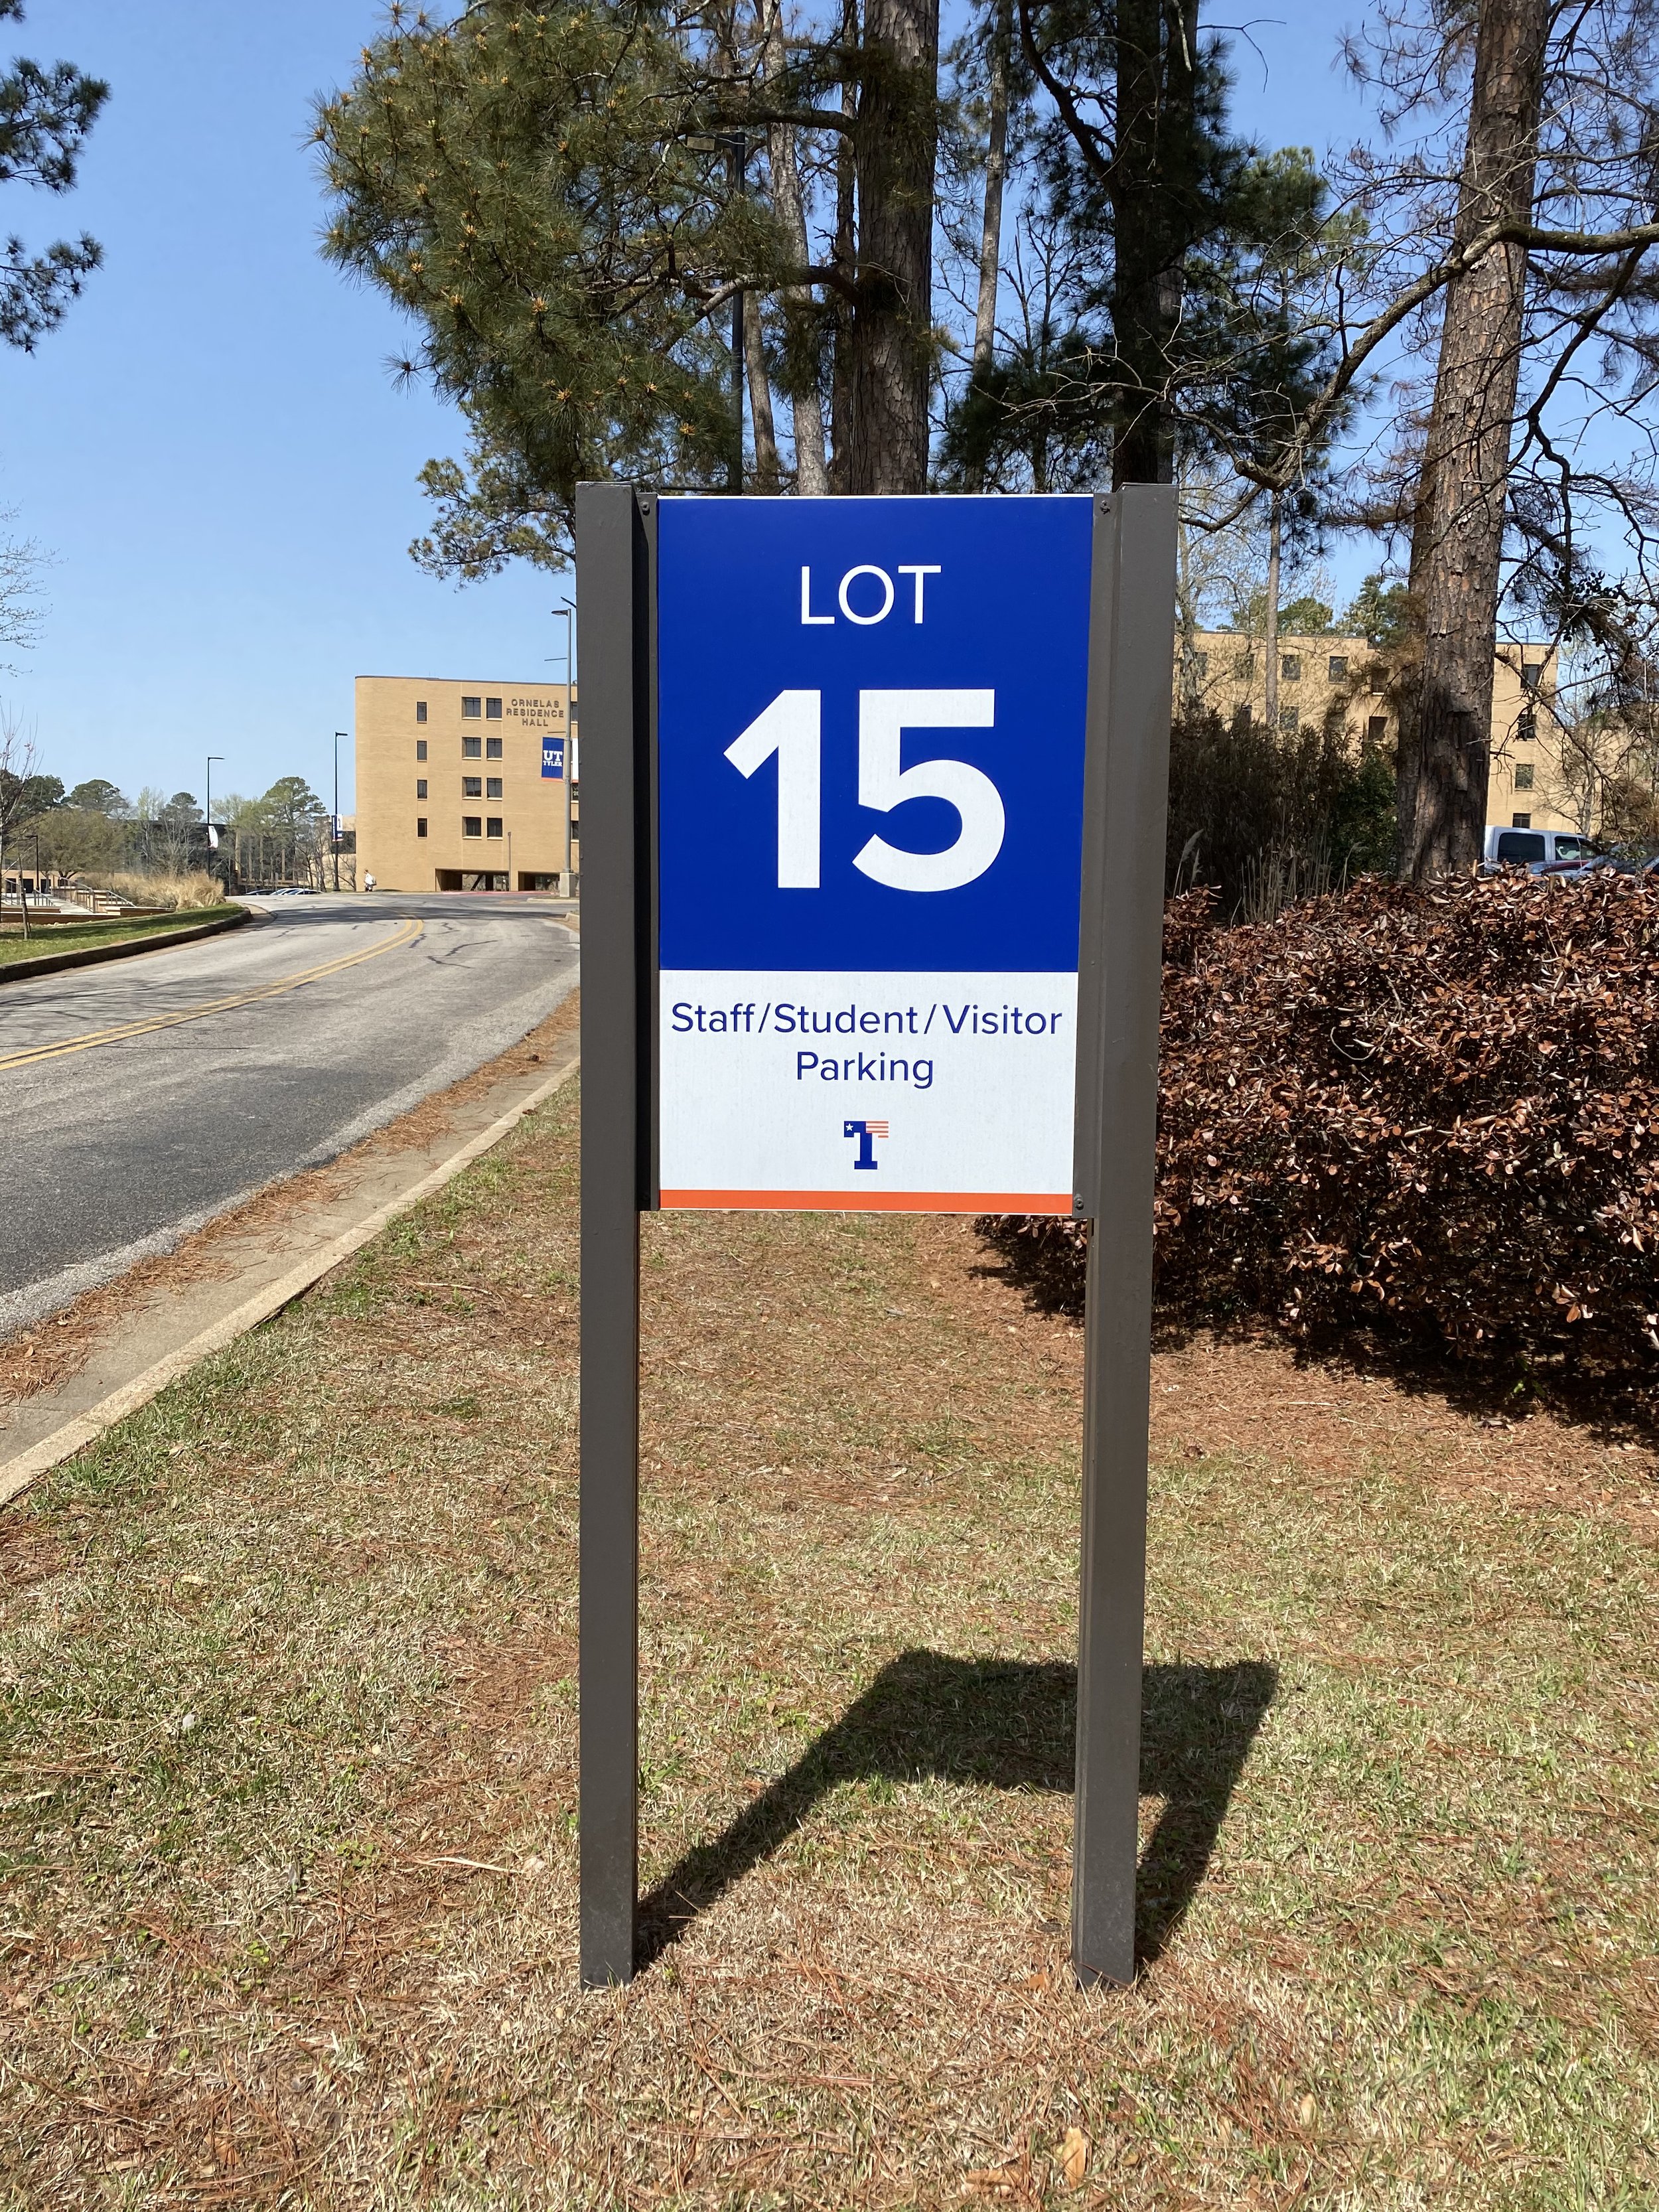 LOT
15
Staff/Student/Visitor
Parking
T
ORNELAS
RESIDENCE
HALL
UT
TYLER